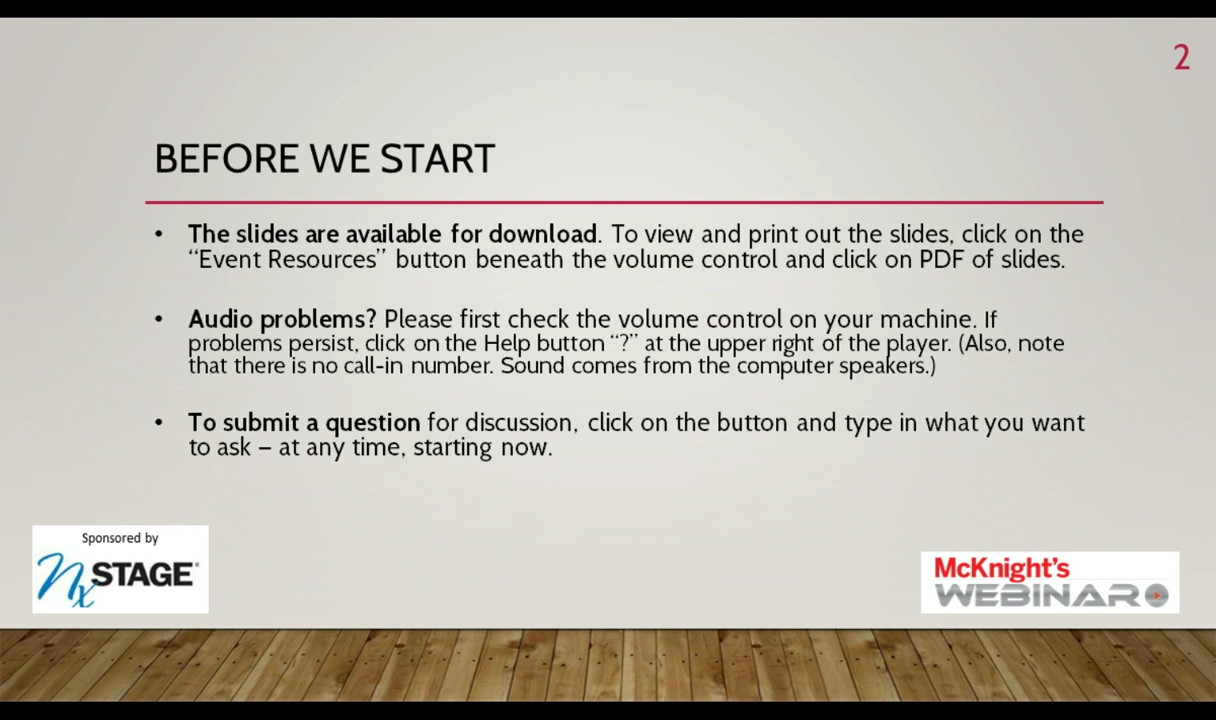 2
BEFORE WE START
• The slides are available for download. To view and print out the slides, click on the
“Event Resources” button beneath the volume control and click on PDF of slides.
• Audio problems? Please first check the volume control on your machine. If
problems persist, click on the Help button “?” at the upper right of the player. (Also, note
that there is no call-in number. Sound comes from the computer speakers.)
• To submit a question for discussion, click on the button and type in what you want
to ask – at any time, starting now.
Sponsored by
NxSTAGE®
McKnight's
WEBINAR